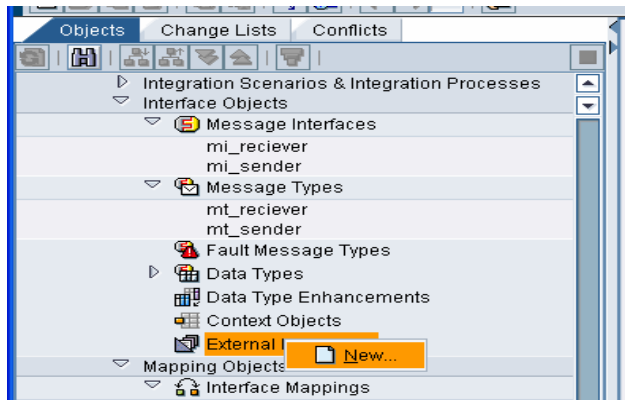 Objects Change Lists Conflicts
Integration Scenarios & Integration Processes
Interface Objects
Message Interfaces
mi_reciever
mi_sender
Message Types
mt_reciever
mt_sender
Fault Message Types
Data Types
Data Type Enhancements
Context Objects
External
New...
Mapping Objects
Interface Mappings